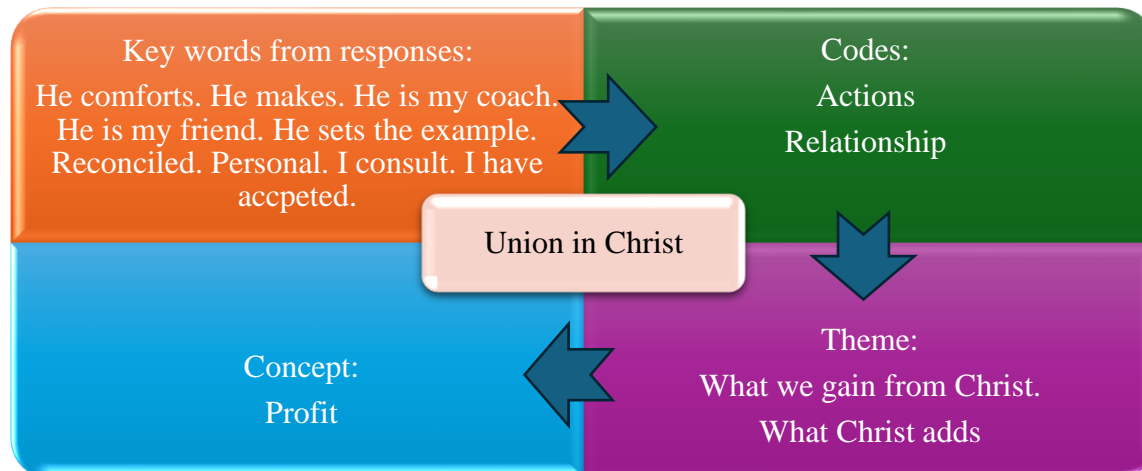 Key words from responses:
He comforts. He makes. He is my coach.
He is my friend. He sets the example.
Reconciled. Personal. I consult. I have
accpeted.
Codes:
Actions
Relationship
Union in Christ
Theme:
What we gain from Christ.
What Christ adds
Concept:
Profit